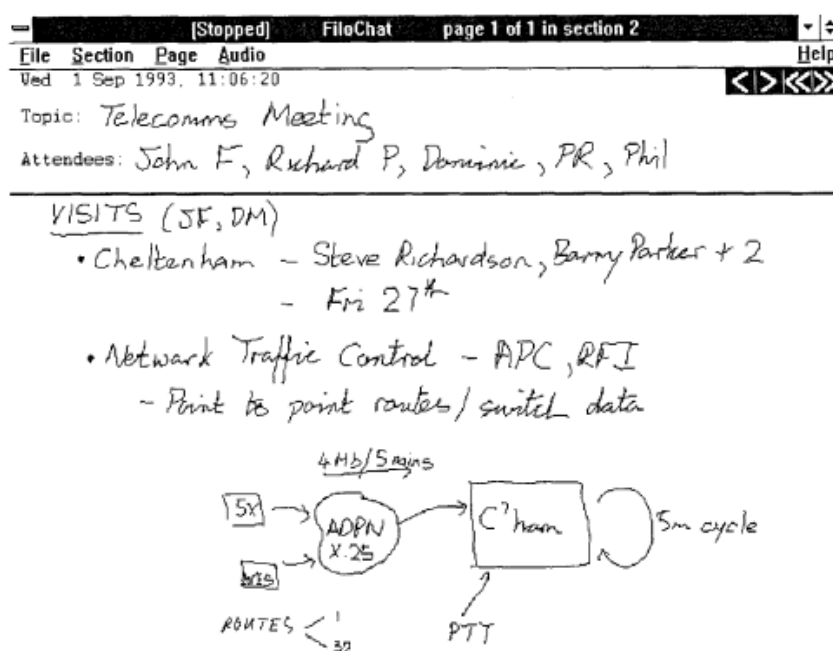 [Stopped] FiloChat page 1 of 1 in section 2
File Section Page Audio Help
Wed 1 Sep 1993, 11:06:20
Topic: Telecomms Meeting
Attendees: John F, Richard P, Dominic, PR, Phil
VISITS (JF, DM)
• Cheltenham - Steve Richardson, Barry Parker + 2
- Fri 27th
• Network Traffic Control - APC, RFI
- Point to point routes / switch data
4Mb/5mins
5X
ADPN
X.25
C'ham
5m cycle
ROUTES < 1
32
PTT